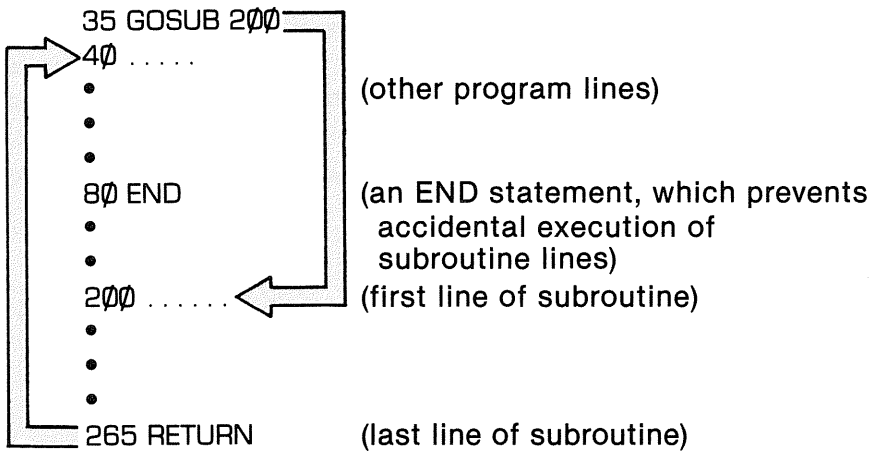 35 GOSUB 2ØØ
4Ø . . . . .
•
(other program lines)
•
•
8Ø END (an END statement, which prevents
• accidental execution of
• subroutine lines)
2ØØ . . . . . . (first line of subroutine)
•
•
•
265 RETURN (last line of subroutine)